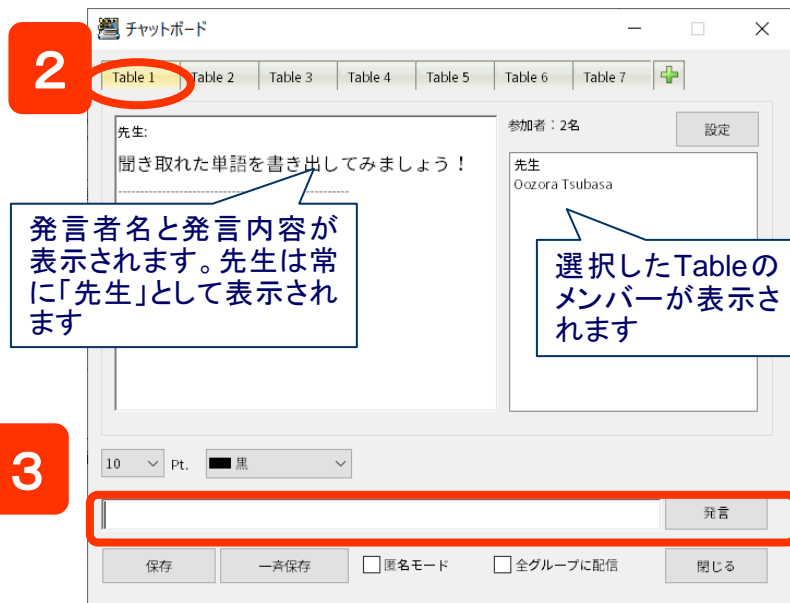 チャットボード
2
Table 1 Table 2 Table 3 Table 4 Table 5 Table 6 Table 7
先生:
聞き取れた単語を書き出してみましょう！
----------------------------------------------
参加者：2名
設定
先生
Oozora Tsubasa
発言者名と発言内容が
表示されます。先生は常
に「先生」として表示され
ます
選択したTableの
メンバーが表示さ
れます
3
10 Pt. 黒
発言
保存 一斉保存 匿名モード 全グループに配信 閉じる